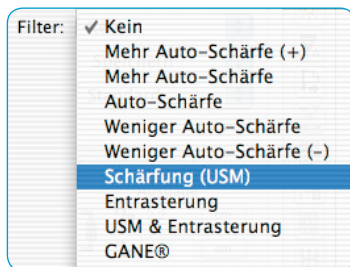 Filter: ✓ Kein
Mehr Auto-Schärfe (+)
Mehr Auto-Schärfe
Auto-Schärfe
Weniger Auto-Schärfe
Weniger Auto-Schärfe (-)
Schärfung (USM)
Entrasterung
USM & Entrasterung
GANE®